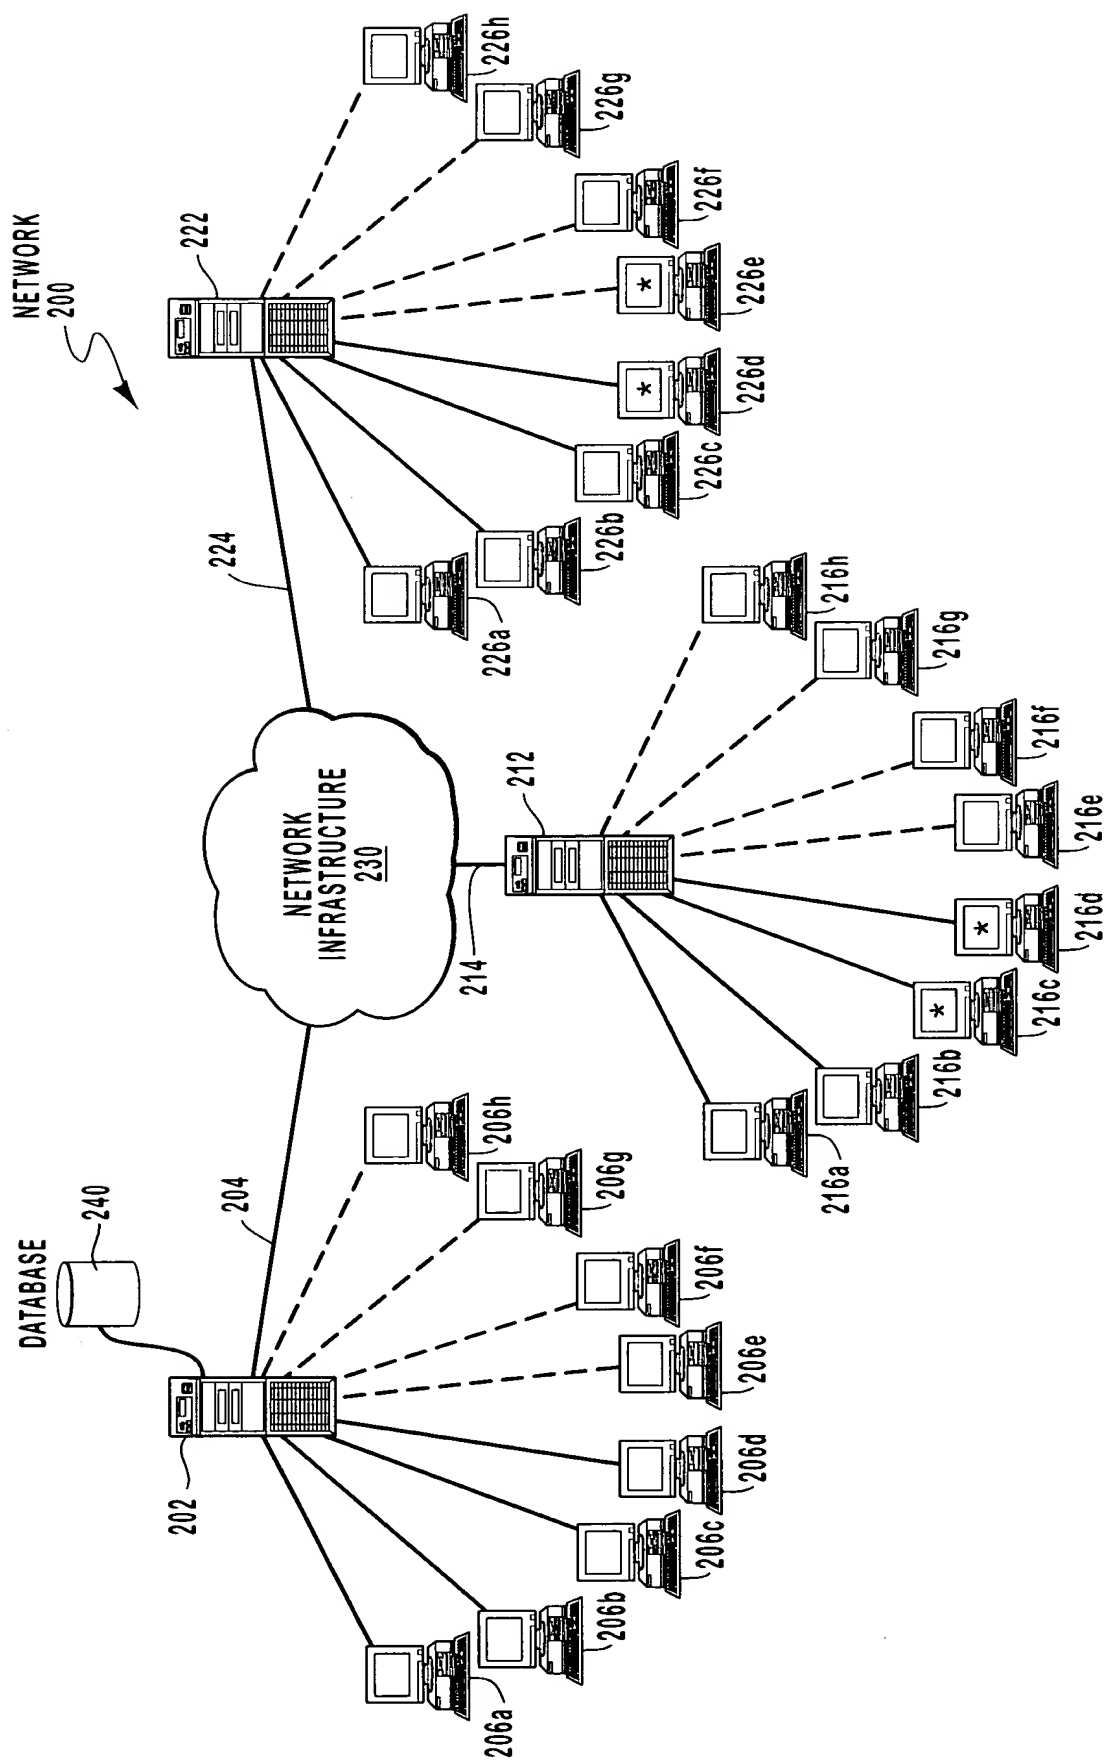 NETWORK
200
DATABASE
240
202
204
206a
206b
206c
206d
206e
206f
206g
206h
NETWORK
INFRASTRUCTURE
230
214
212
216a
216b
216c
*
216d
*
216e
216f
216g
216h
224
222
226a
226b
226c
226d
*
226e
*
226f
226g
226h